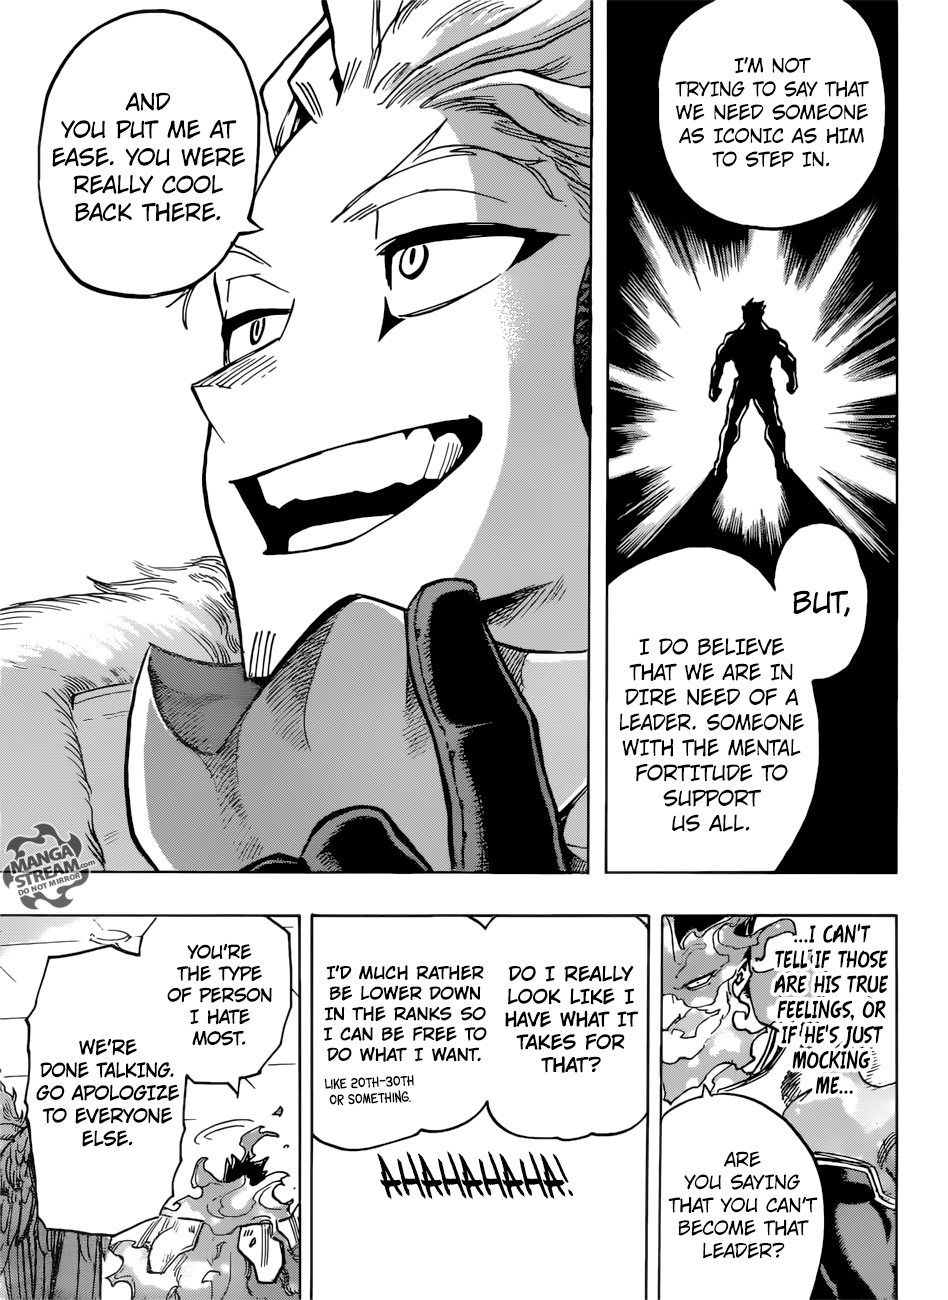 I'M NOT
TRYING TO SAY THAT
WE NEED SOMEONE
AS ICONIC AS HIM
TO STEP IN.
BUT,
I DO BELIEVE
THAT WE ARE IN
DIRE NEED OF A
LEADER. SOMEONE
WITH THE MENTAL
FORTITUDE TO
SUPPORT
US ALL.
AND
YOU PUT ME AT
EASE. YOU WERE
REALLY COOL
BACK THERE.
MANGA
STREAM.com
DO NOT MIRROR
...I CAN'T
TELL IF THOSE
ARE HIS TRUE
FEELINGS, OR
IF HE'S JUST
MOCKING
ME...
ARE
YOU SAYING
THAT YOU CAN'T
BECOME THAT
LEADER?
DO I REALLY
LOOK LIKE I
HAVE WHAT IT
TAKES FOR
THAT?
I'D MUCH RATHER
BE LOWER DOWN
IN THE RANKS SO
I CAN BE FREE TO
DO WHAT I WANT.
LIKE 20TH-30TH
OR SOMETHING.
AHAHAHAHA!
YOU'RE
THE TYPE
OF PERSON
I HATE
MOST.
WE'RE
DONE TALKING.
GO APOLOGIZE
TO EVERYONE
ELSE.